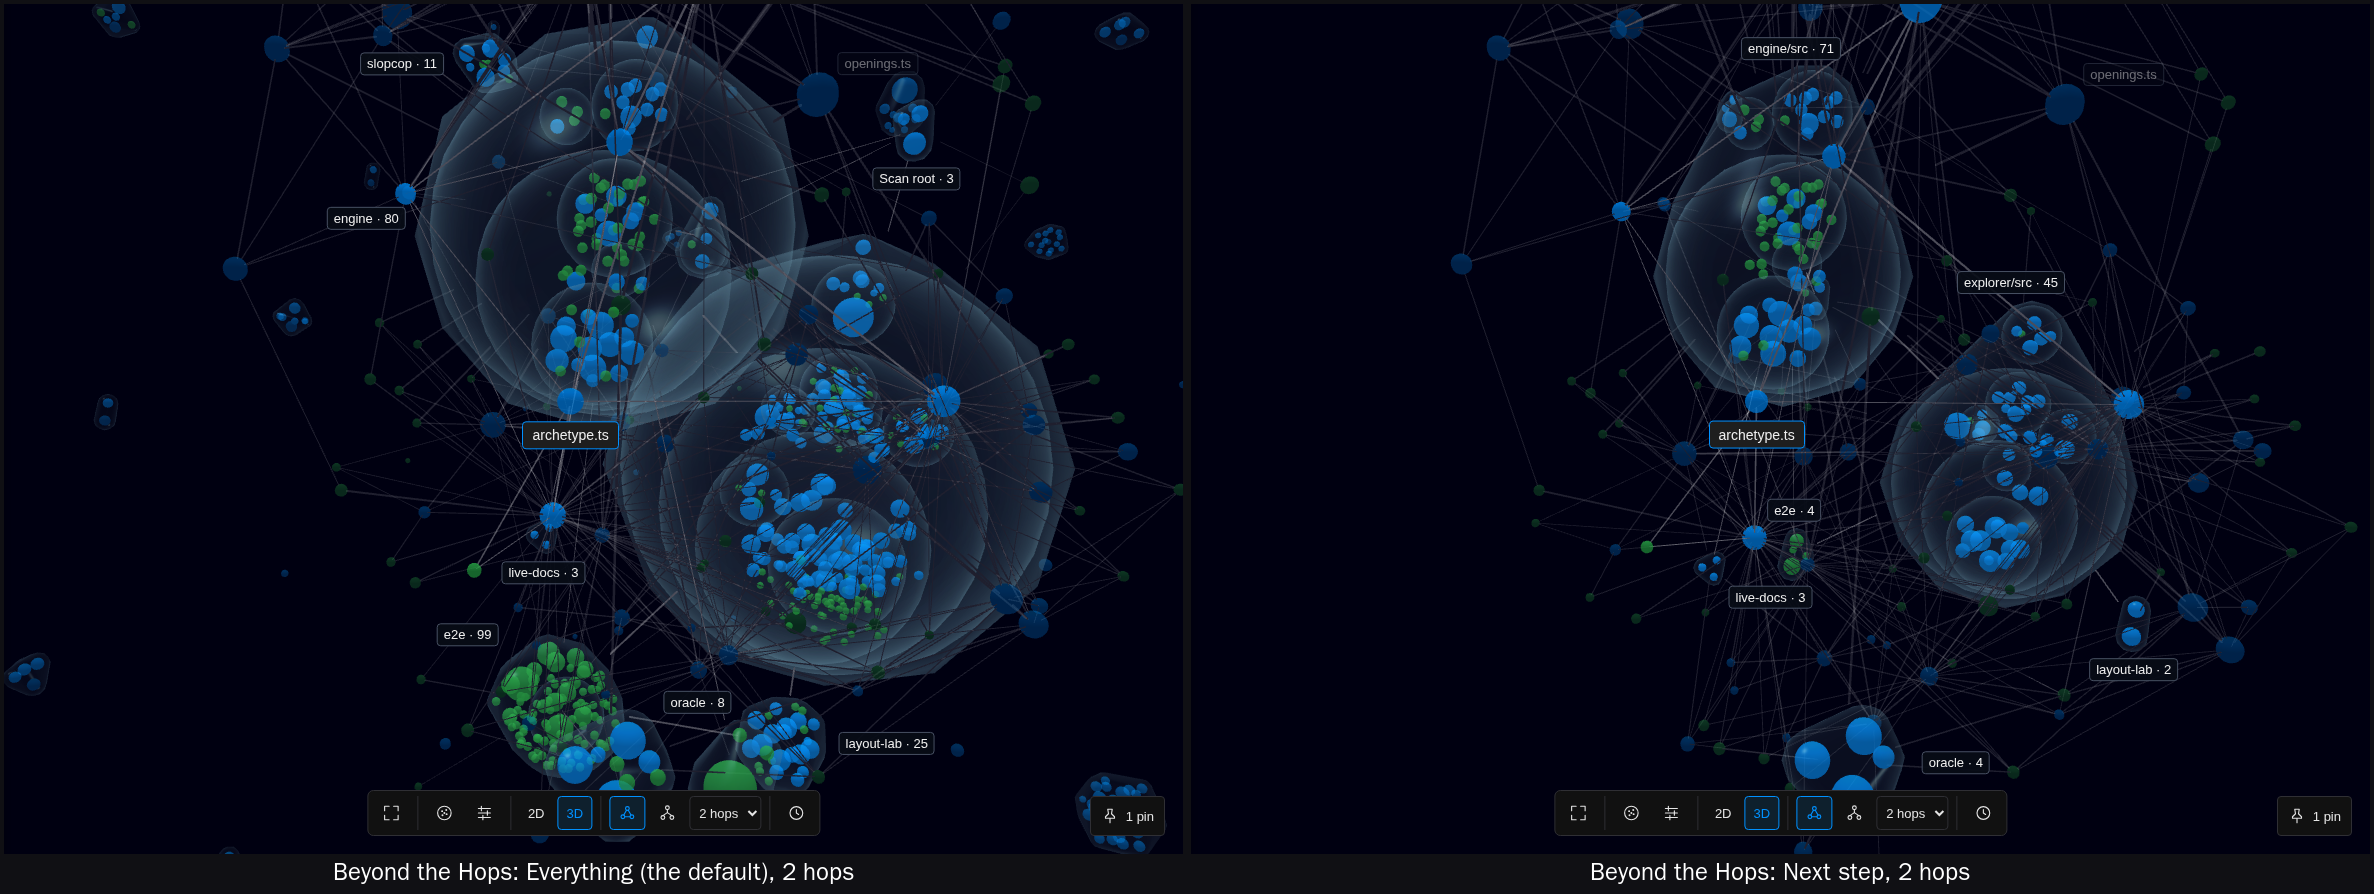 slopcop · 11
openings.ts
Scan root · 3
engine · 80
archetype.ts
live-docs · 3
e2e · 99
oracle · 8
layout-lab · 25
2D 3D 2 hops
1 pin
Beyond the Hops: Everything (the default), 2 hops
engine/src · 71
openings.ts
explorer/src · 45
archetype.ts
e2e · 4
live-docs · 3
layout-lab · 2
oracle · 4
2D 3D 2 hops
1 pin
Beyond the Hops: Next step, 2 hops